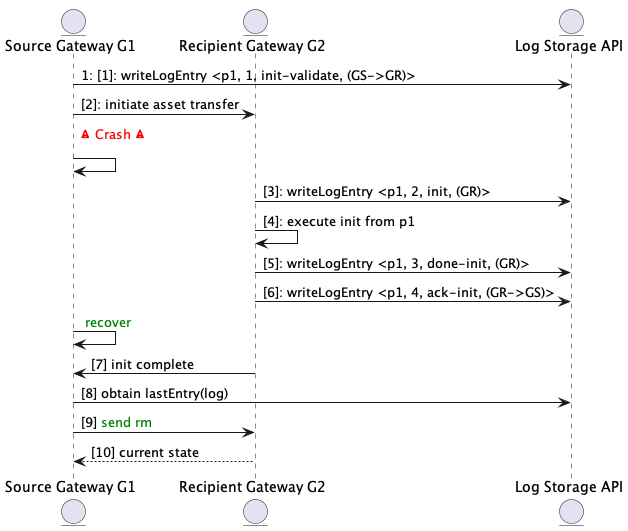 Source Gateway G1 Recipient Gateway G2 Log Storage API
1: [1]: writeLogEntry <p1, 1, init-validate, (GS->GR)>
[2]: initiate asset transfer
⚠ Crash ⚠
[3]: writeLogEntry <p1, 2, init, (GR)>
[4]: execute init from p1
[5]: writeLogEntry <p1, 3, done-init, (GR)>
[6]: writeLogEntry <p1, 4, ack-init, (GR->GS)>
recover
[7] init complete
[8] obtain lastEntry(log)
[9] send rm
[10] current state
Source Gateway G1 Recipient Gateway G2 Log Storage API